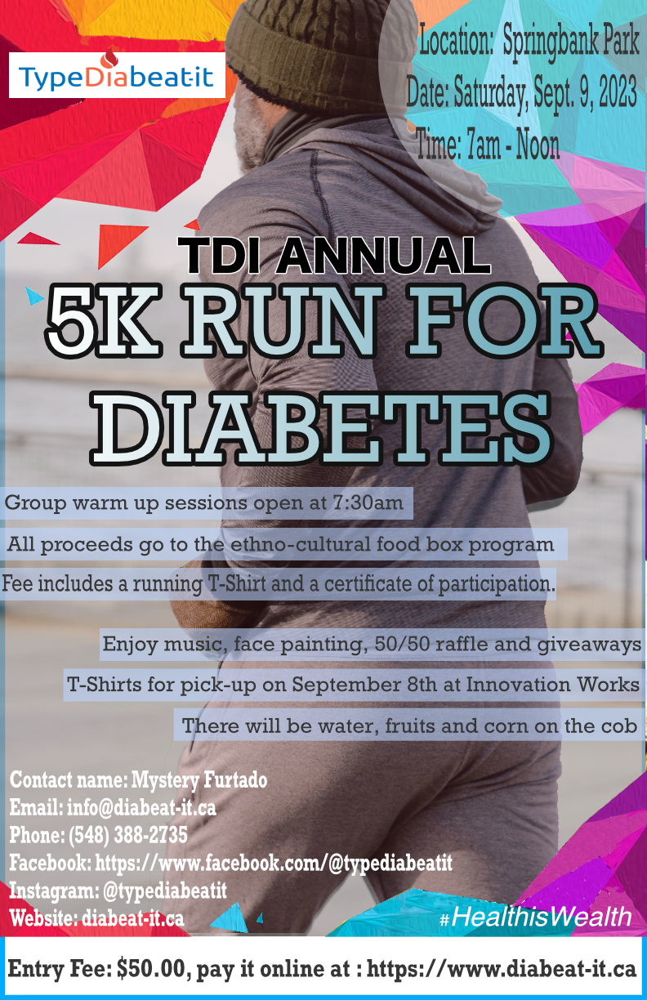 TypeDiabeat-it
Location: Springbank Park
Date: Saturday, Sept. 9, 2023
Time: 7am - Noon
TDI ANNUAL
5K RUN FOR
DIABETES
Group warm up sessions open at 7:30am
All proceeds go to the ethno-cultural food box program
Fee includes a running T-Shirt and a certificate of participation.
Enjoy music, face painting, 50/50 raffle and giveaways
T-Shirts for pick-up on September 8th at Innovation Works
There will be water, fruits and corn on the cob
Contact name: Mystery Furtado
Email: info@diabeat-it.ca
Phone: (548) 388-2735
Facebook: https://www.facebook.com/@typediabeatit
Instagram: @typediabeatit
Website: diabeat-it.ca
#HealthisWealth
Entry Fee: $50.00, pay it online at : https://www.diabeat-it.ca